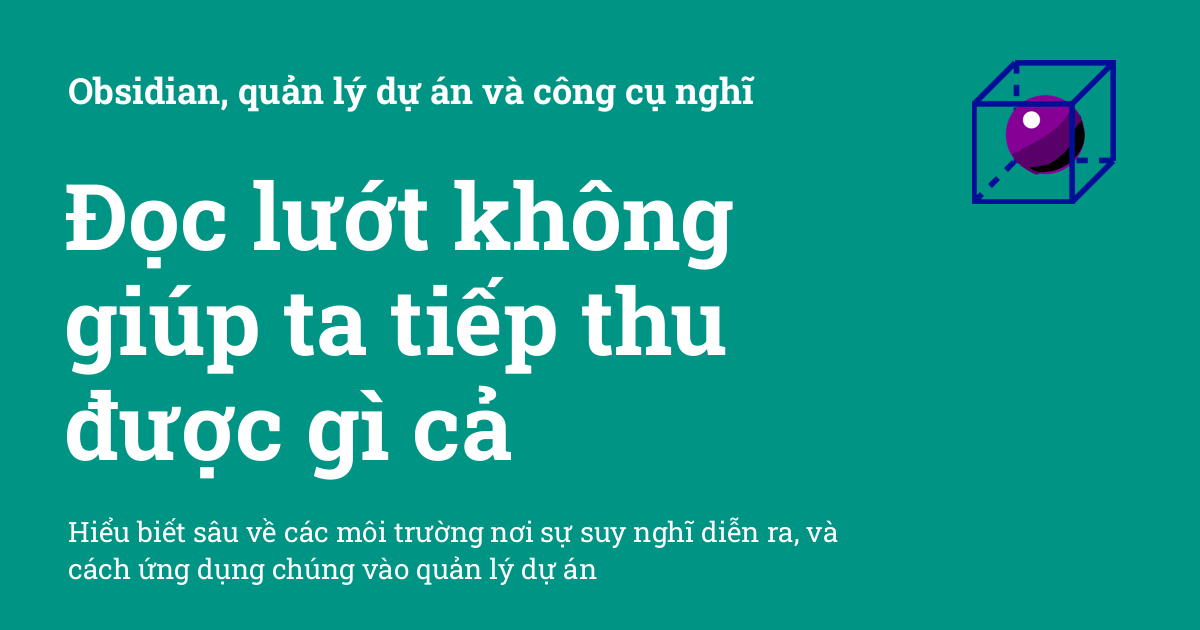 Obsidian, quản lý dự án và công cụ nghĩ
Đọc lướt không
giúp ta tiếp thu
được gì cả
Hiểu biết sâu về các môi trường nơi sự suy nghĩ diễn ra, và
cách ứng dụng chúng vào quản lý dự án